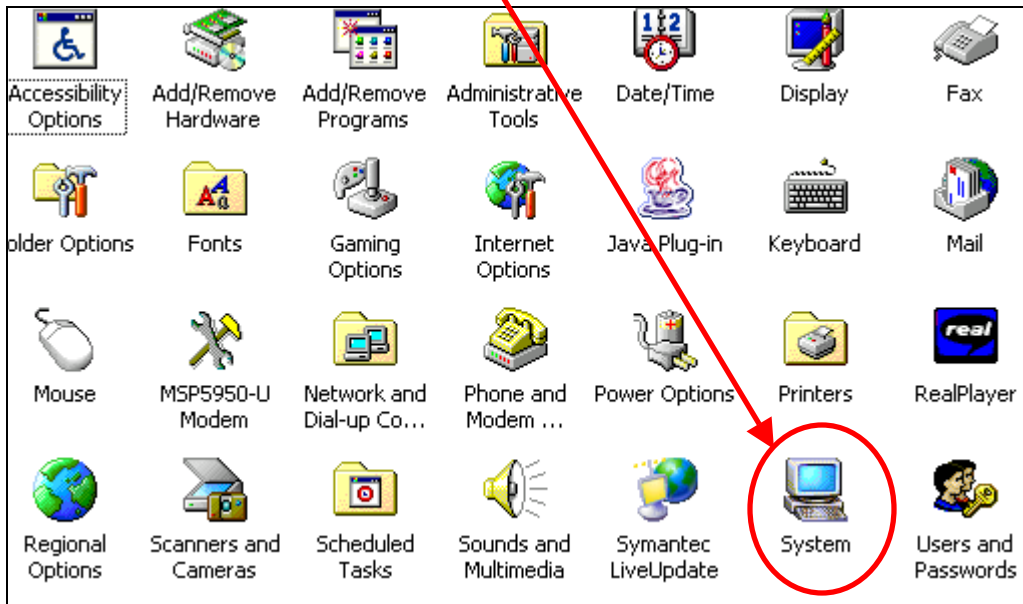 Accessibility Options
Add/Remove Hardware
Add/Remove Programs
Administrative Tools
Date/Time
Display
Fax
older Options
Fonts
Gaming Options
Internet Options
Java Plug-in
Keyboard
Mail
Mouse
MSP5950-U Modem
Network and Dial-up Co...
Phone and Modem ...
Power Options
Printers
real
RealPlayer
Regional Options
Scanners and Cameras
Scheduled Tasks
Sounds and Multimedia
Symantec LiveUpdate
System
Users and Passwords